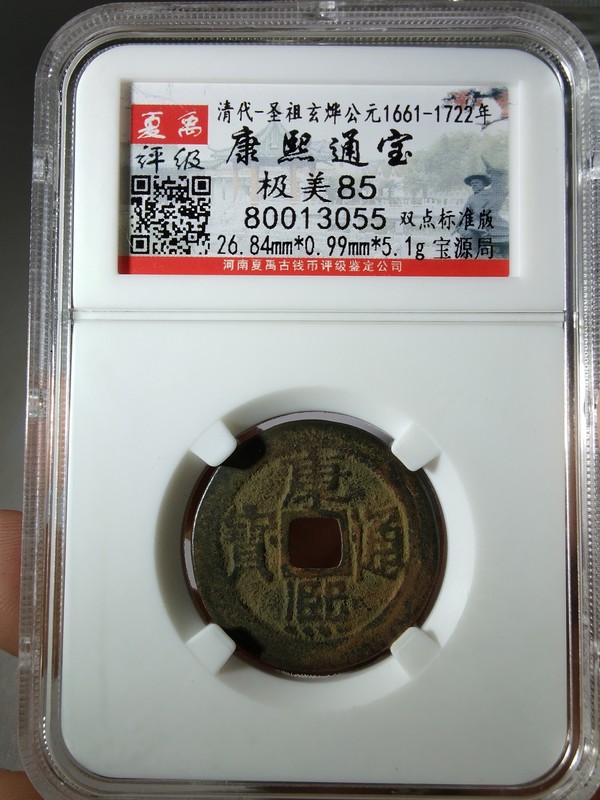 清代-圣祖玄烨公元1661-1722年
夏禹
评级
康熙通宝
极美85
80013055 双点标准版
26.84mm*0.99mm*5.1g 宝源局
河南夏禹古钱币评级鉴定公司
康
寶 通
熙